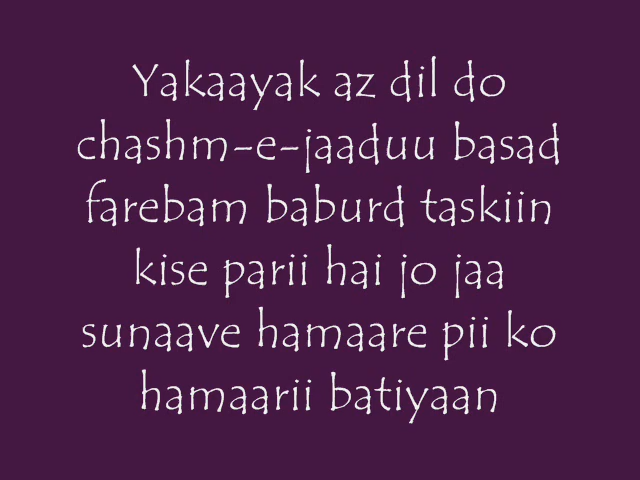 Yakaayak az dil do
chashm-e-jaaduu basad
farebam baburd taskiin
kise parii hai jo jaa
sunaave hamaare pii ko
hamaarii batiyaan